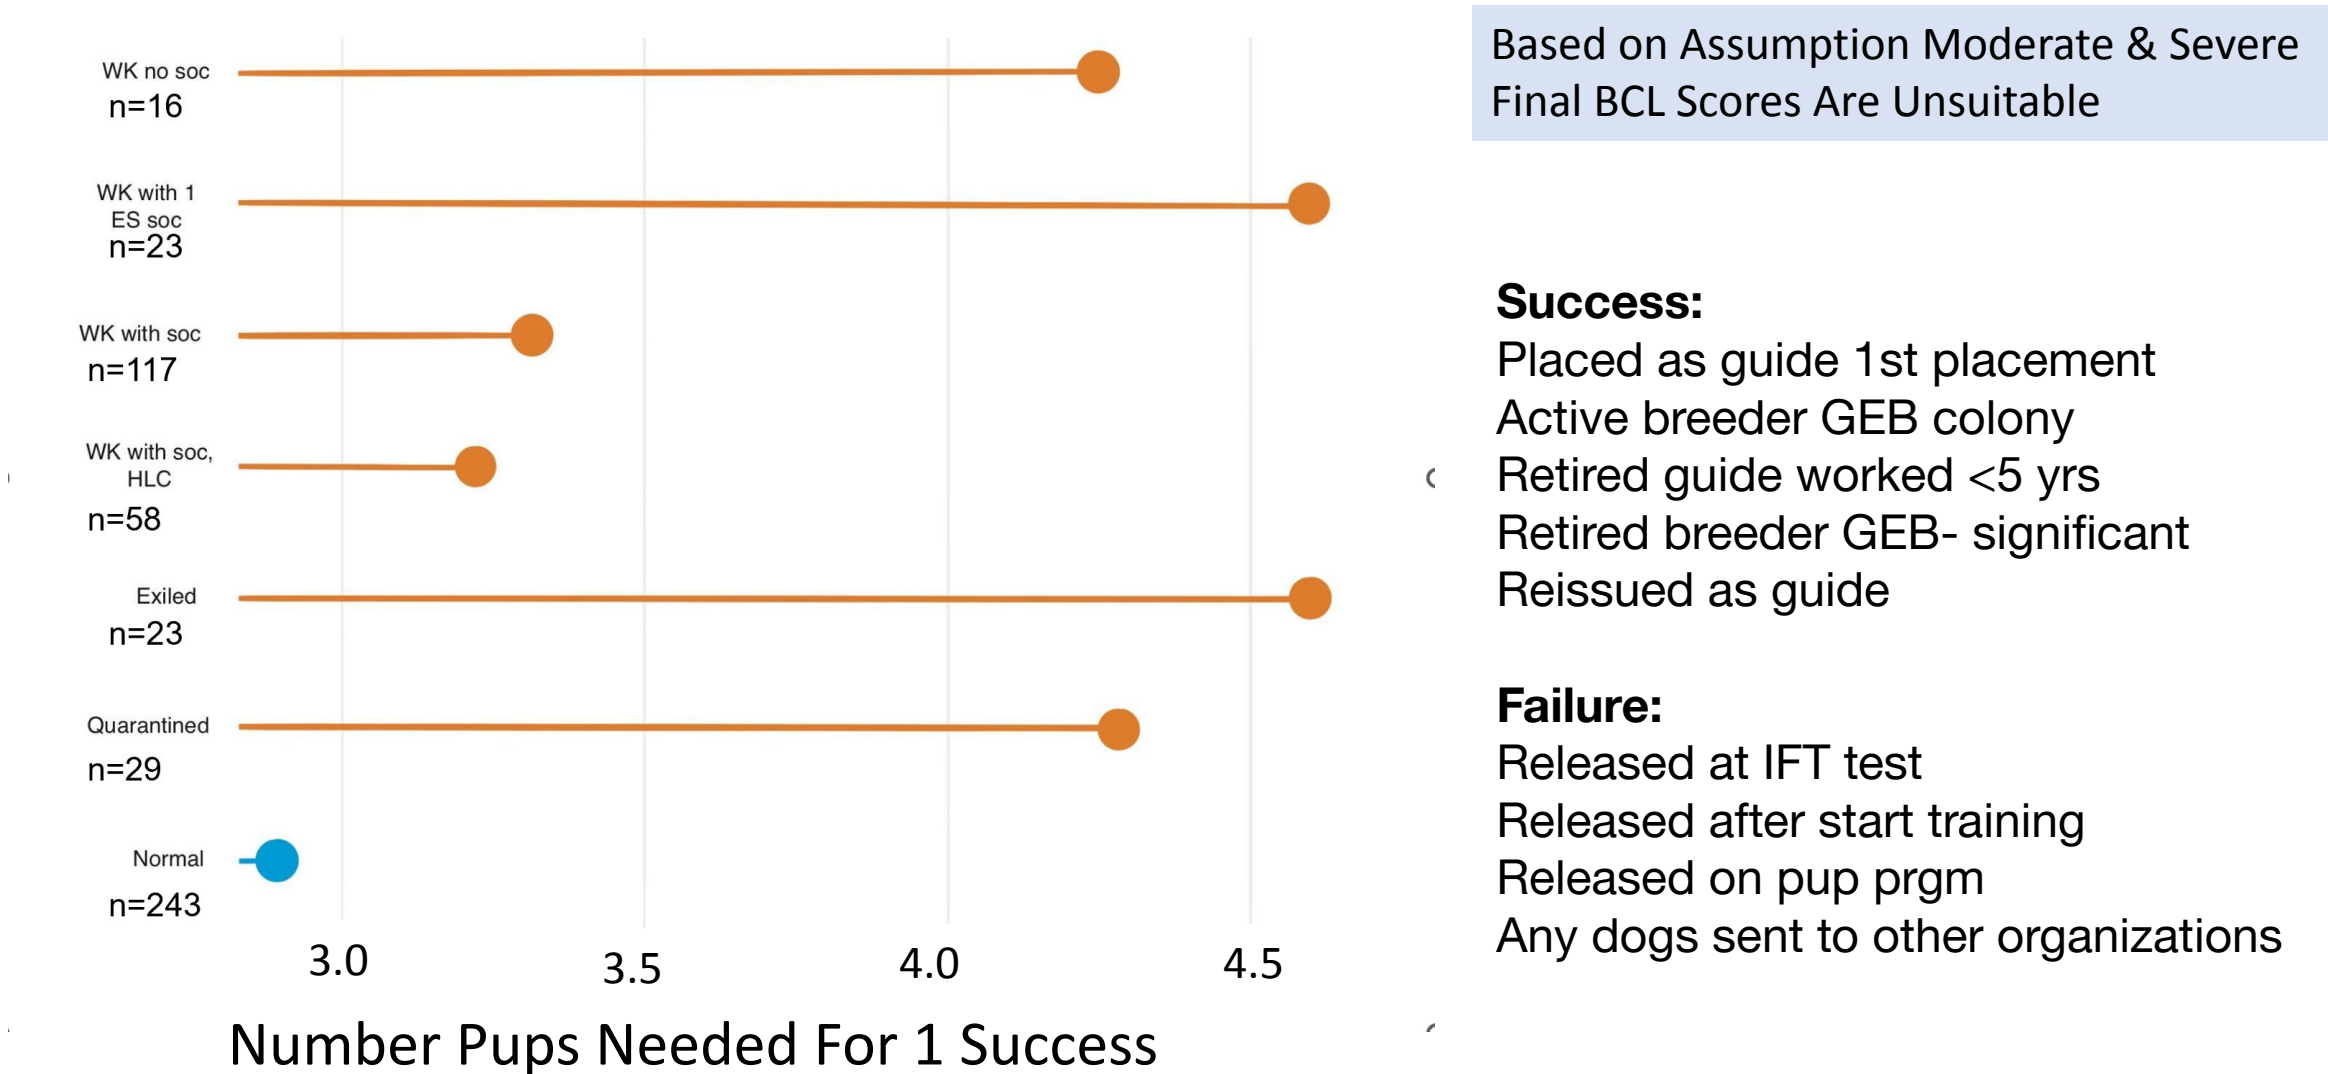 WK no soc
n=16
WK with 1
ES soc
n=23
WK with soc
n=117
WK with soc,
HLC
n=58
Exiled
n=23
Quarantined
n=29
Normal
n=243
3.0 3.5 4.0 4.5
Number Pups Needed For 1 Success
Based on Assumption Moderate & Severe
Final BCL Scores Are Unsuitable
Success:
Placed as guide 1st placement
Active breeder GEB colony
Retired guide worked <5 yrs
Retired breeder GEB- significant
Reissued as guide
Failure:
Released at IFT test
Released after start training
Released on pup prgm
Any dogs sent to other organizations